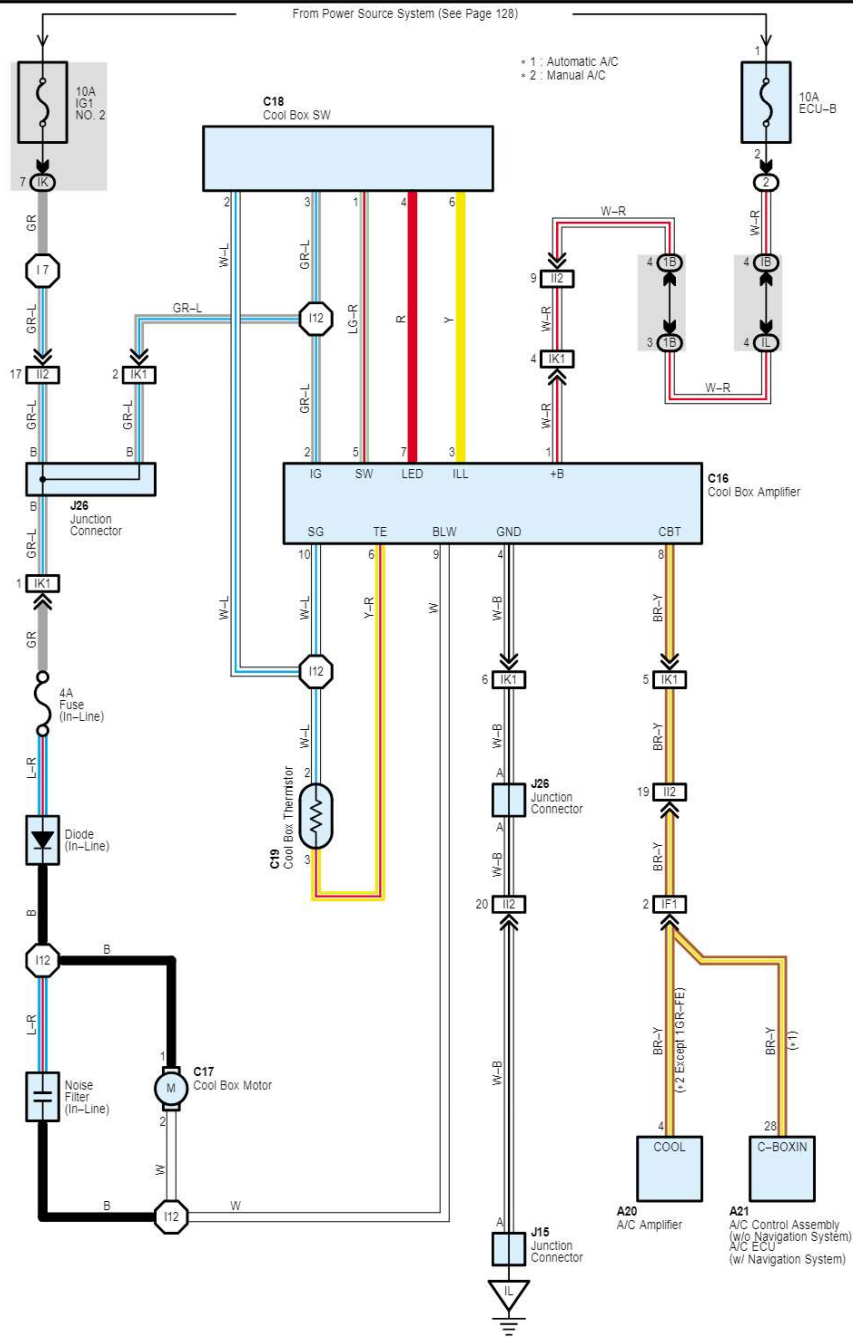 From Power Source System (See Page 128)
* 1 : Automatic A/C
* 2 : Manual A/C
10A
IG1
NO. 2
7 IK
GR
I7
GR–L
17 II2
GR–L
B
1
10A
ECU–B
2
2
W–R
4 IB
4 IL
W–R
4 1B
3 1B
W–R
9 II2
W–R
4 IK1
W–R
C18
Cool Box SW
2 3 1 4 6
W–L
GR–L
LG–R
R
Y
I12
GR–L
2 IK1
GR–L
B
GR–L
2 5 7 3 1
IG SW LED ILL +B
C16
Cool Box Amplifier
SG TE BLW GND CBT
10 6 9 4 8
J26
Junction
Connector
B
GR–L
1 IK1
GR
4A
Fuse
(In–Line)
L–R
Diode
(In–Line)
B
I12
B
L–R
Noise
Filter
(In–Line)
B
1
M
C17
Cool Box Motor
2
W
I12
W
W–L
W–L
I12
W–L
2
C19
Cool Box Thermistor
3
Y–R
W
W–B
6 IK1
W–B
A
J26
Junction
Connector
A
W–B
20 II2
W–B
A
J15
Junction
Connector
IL
BR–Y
5 IK1
BR–Y
19 II2
BR–Y
2 IF1
BR–Y
(*2 Except 1GR–FE)
BR–Y
(*1)
4
COOL
A20
A/C Amplifier
28
C–BOXIN
A21
A/C Control Assembly
(w/o Navigation System)
A/C ECU
(w/ Navigation System)